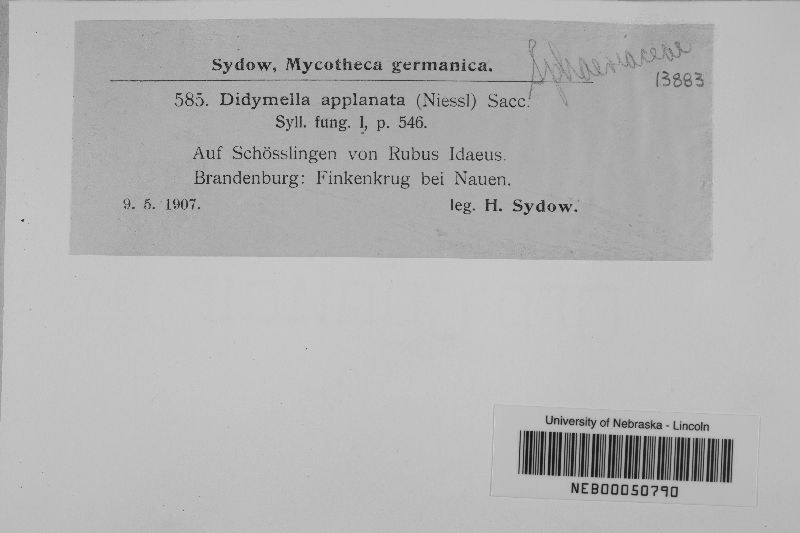 Sydow, Mycotheca germanica.
Sphaeriaceae
13883
585. Didymella applanata (Niessl) Sacc.
Syll. fung. I, p. 546.
Auf Schösslingen von Rubus Idaeus.
Brandenburg: Finkenkrug bei Nauen.
9. 5. 1907. leg. H. Sydow.
University of Nebraska - Lincoln
NEB00050790